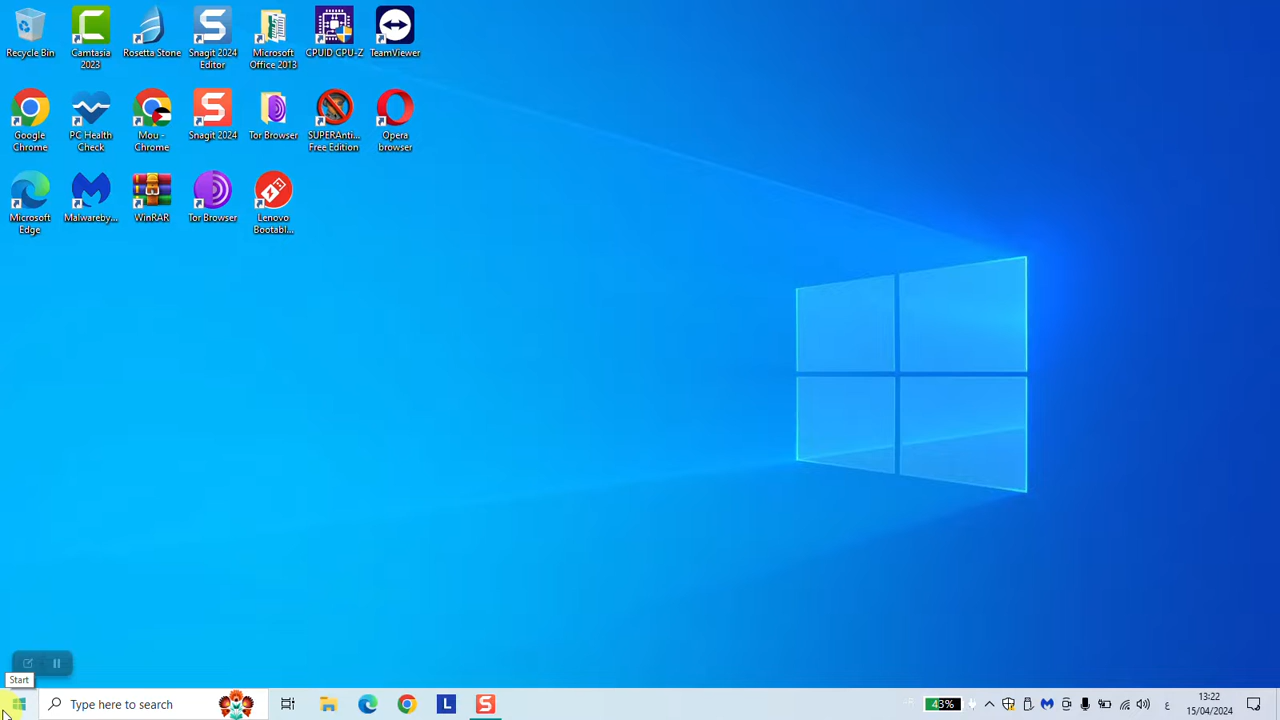 Recycle Bin
Camtasia
2023
Rosetta Stone
Snagit 2024
Editor
Microsoft
Office 2013
CPUID CPU-Z
TeamViewer
Google
Chrome
PC Health
Check
Mou -
Chrome
Snagit 2024
Tor Browser
SUPERAnti...
Free Edition
Opera
browser
Microsoft
Edge
Malwareby...
WinRAR
Tor Browser
Lenovo
Bootabl...
Start
Type here to search
L
S
43%
ع
13:22
15/04/2024